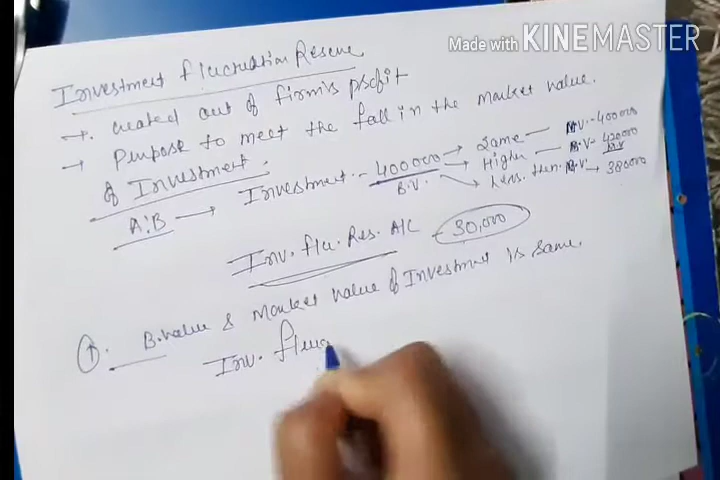 Made with KINEMASTER
Investment fluctuation Reserve
→ created out of firm's profit
→ Purpose to meet the fall in the market value.
of Investment.
A:B → Investment - 400000 → Same - M.V. - 400000
B.V. → Higher - B.V - 420000
M.V
→ Less then B.V. → 380000
Inv. flu. Res. A/C - 30,000
1. B.value & Market value of Investment is same.
Inv. fluc